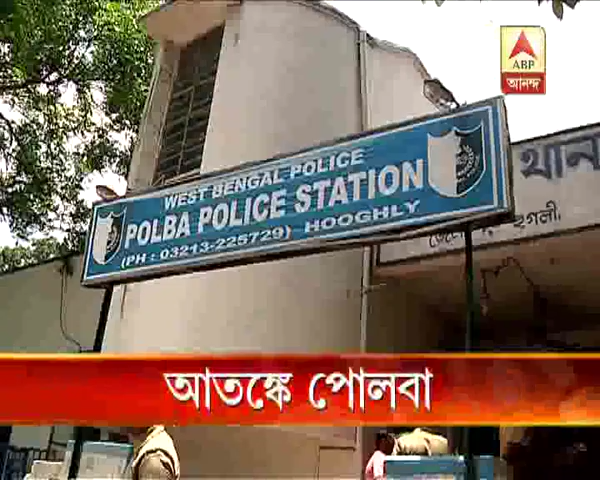 ABP
আনন্দ
WEST BENGAL POLICE
POLBA POLICE STATION
(PH : 03213-225729) HOOGHLY
থানা
হুগলী
আতঙ্কে পোলবা